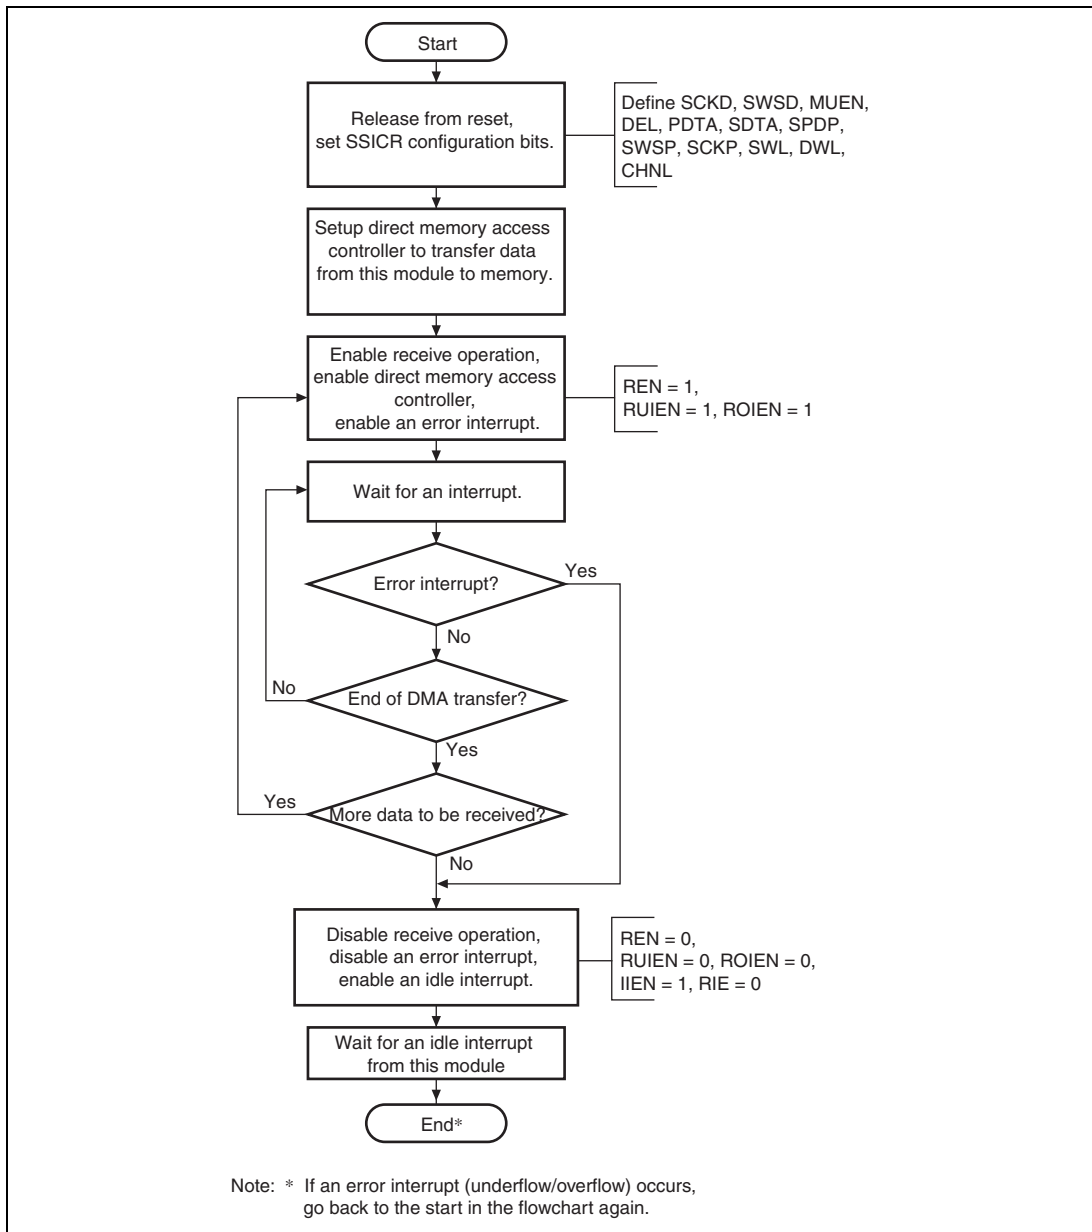 Start
Release from reset,
set SSICR configuration bits.
Define SCKD, SWSD, MUEN,
DEL, PDTA, SDTA, SPDP,
SWSP, SCKP, SWL, DWL,
CHNL
Setup direct memory access
controller to transfer data
from this module to memory.
Enable receive operation,
enable direct memory access
controller,
enable an error interrupt.
REN = 1,
RUIEN = 1, ROIEN = 1
Wait for an interrupt.
Error interrupt?
Yes
No
End of DMA transfer?
No
Yes
More data to be received?
Yes
No
Disable receive operation,
disable an error interrupt,
enable an idle interrupt.
REN = 0,
RUIEN = 0, ROIEN = 0,
IIEN = 1, RIE = 0
Wait for an idle interrupt
from this module
End*
Note: * If an error interrupt (underflow/overflow) occurs,
go back to the start in the flowchart again.